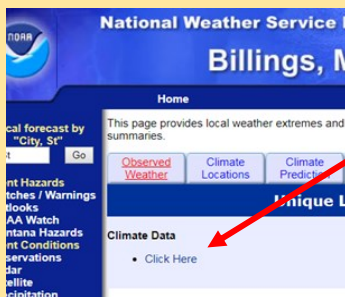 NOAA
National Weather Service
Billings,
Home
cal forecast by
"City, St"
Go
This page provides local weather extremes and
summaries.
Observed
Weather
Climate
Locations
Climate
Prediction
nt Hazards
tches / Warnings
tlooks
AA Watch
ntana Hazards
nt Conditions
servations
dar
tellite
ecipitation
Unique
Climate Data
• Click Here